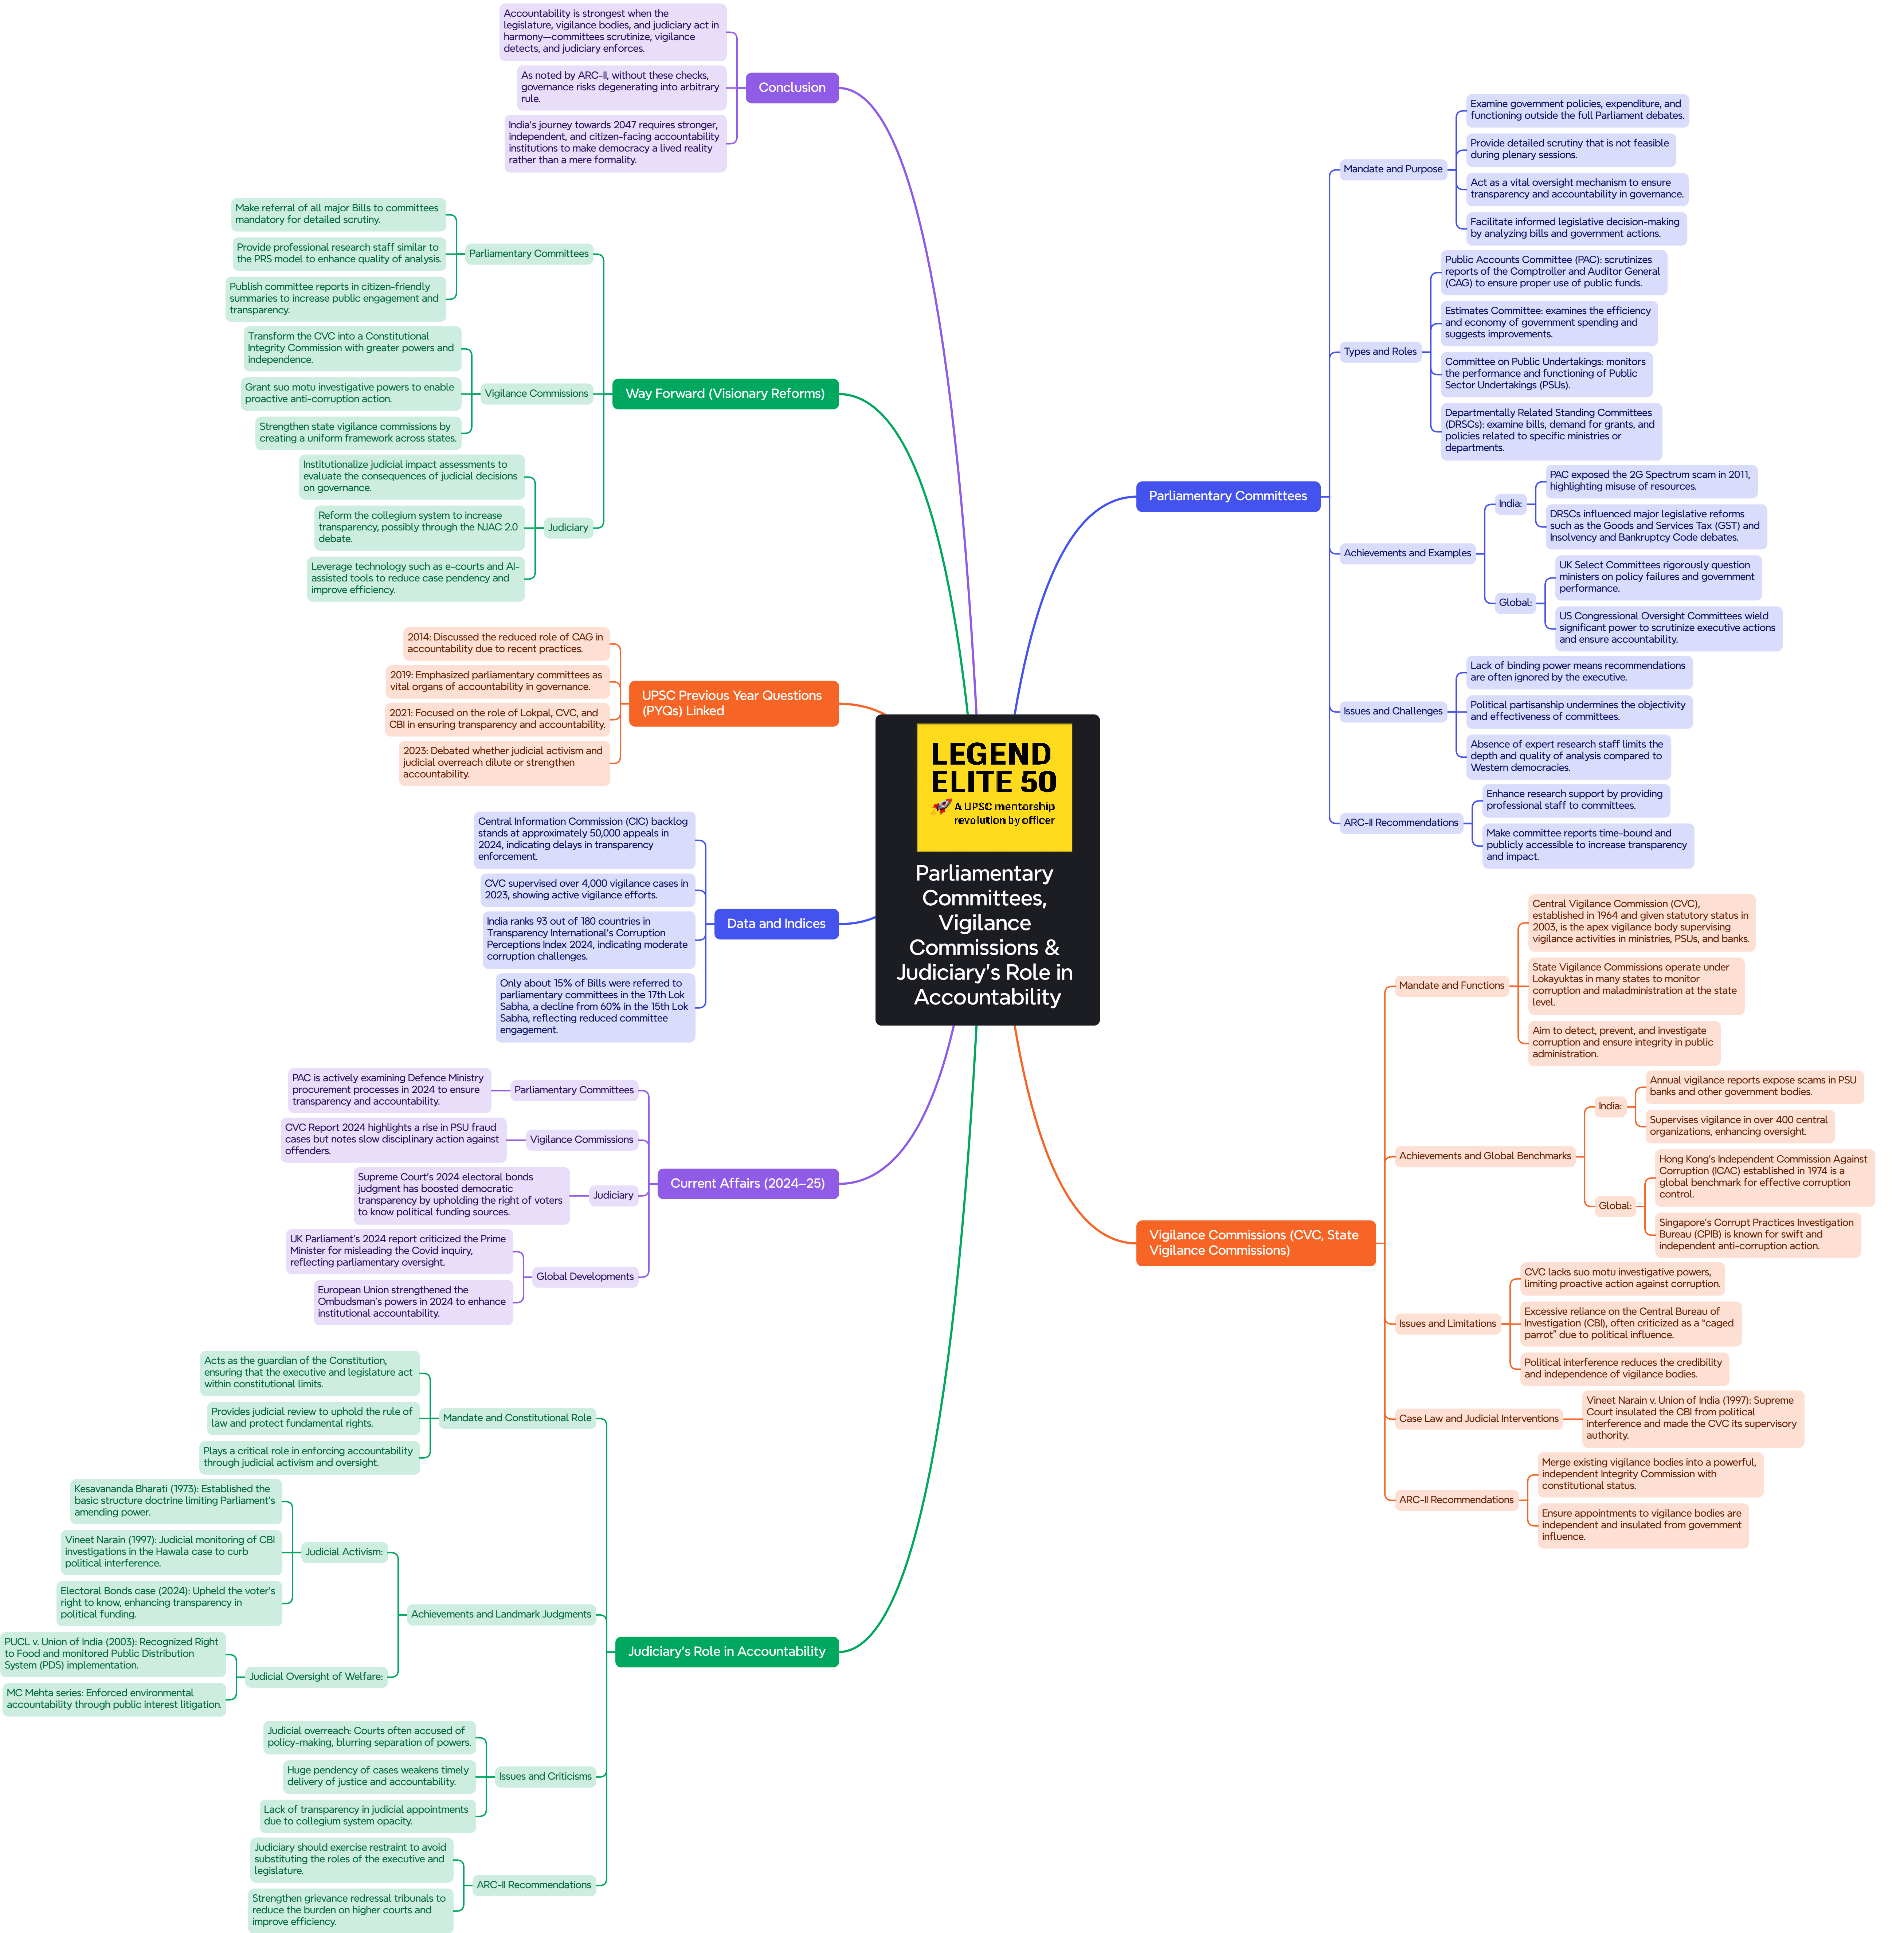 LEGEND
ELITE 50
A UPSC mentorship
revolution by officer
Parliamentary
Committees,
Vigilance
Commissions &
Judiciary's Role in
Accountability
Parliamentary Committees
Mandate and Purpose
Examine government policies, expenditure, and
functioning outside the full Parliament debates.
Provide detailed scrutiny that is not feasible
during plenary sessions.
Act as a vital oversight mechanism to ensure
transparency and accountability in governance.
Facilitate informed legislative decision-making
by analyzing bills and government actions.
Types and Roles
Public Accounts Committee (PAC): scrutinizes
reports of the Comptroller and Auditor General
(CAG) to ensure proper use of public funds.
Estimates Committee: examines the efficiency
and economy of government spending and
suggests improvements.
Committee on Public Undertakings: monitors
the performance and functioning of Public
Sector Undertakings (PSUs).
Departmentally Related Standing Committees
(DRSCs): examine bills, demand for grants, and
policies related to specific ministries or
departments.
Achievements and Examples
India:
PAC exposed the 2G Spectrum scam in 2011,
highlighting misuse of resources.
DRSCs influenced major legislative reforms
such as the Goods and Services Tax (GST) and
Insolvency and Bankruptcy Code debates.
Global:
UK Select Committees rigorously question
ministers on policy failures and government
performance.
US Congressional Oversight Committees wield
significant power to scrutinize executive actions
and ensure accountability.
Issues and Challenges
Lack of binding power means recommendations
are often ignored by the executive.
Political partisanship undermines the objectivity
and effectiveness of committees.
Absence of expert research staff limits the
depth and quality of analysis compared to
Western democracies.
ARC-II Recommendations
Enhance research support by providing
professional staff to committees.
Make committee reports time-bound and
publicly accessible to increase transparency
and impact.
Vigilance Commissions (CVC, State
Vigilance Commissions)
Mandate and Functions
Central Vigilance Commission (CVC),
established in 1964 and given statutory status in
2003, is the apex vigilance body supervising
vigilance activities in ministries, PSUs, and banks.
State Vigilance Commissions operate under
Lokayuktas in many states to monitor
corruption and maladministration at the state
level.
Aim to detect, prevent, and investigate
corruption and ensure integrity in public
administration.
Achievements and Global Benchmarks
India:
Annual vigilance reports expose scams in PSU
banks and other government bodies.
Supervises vigilance in over 400 central
organizations, enhancing oversight.
Global:
Hong Kong's Independent Commission Against
Corruption (ICAC) established in 1974 is a
global benchmark for effective corruption
control.
Singapore's Corrupt Practices Investigation
Bureau (CPIB) is known for swift and
independent anti-corruption action.
Issues and Limitations
CVC lacks suo motu investigative powers,
limiting proactive action against corruption.
Excessive reliance on the Central Bureau of
Investigation (CBI), often criticized as a "caged
parrot" due to political influence.
Political interference reduces the credibility
and independence of vigilance bodies.
Case Law and Judicial Interventions
Vineet Narain v. Union of India (1997): Supreme
Court insulated the CBI from political
interference and made the CVC its supervisory
authority.
ARC-II Recommendations
Merge existing vigilance bodies into a powerful,
independent Integrity Commission with
constitutional status.
Ensure appointments to vigilance bodies are
independent and insulated from government
influence.
Judiciary's Role in Accountability
Mandate and Constitutional Role
Acts as the guardian of the Constitution,
ensuring that the executive and legislature act
within constitutional limits.
Provides judicial review to uphold the rule of
law and protect fundamental rights.
Plays a critical role in enforcing accountability
through judicial activism and oversight.
Achievements and Landmark Judgments
Judicial Activism:
Kesavananda Bharati (1973): Established the
basic structure doctrine limiting Parliament's
amending power.
Vineet Narain (1997): Judicial monitoring of CBI
investigations in the Hawala case to curb
political interference.
Electoral Bonds case (2024): Upheld the voter's
right to know, enhancing transparency in
political funding.
Judicial Oversight of Welfare:
PUCL v. Union of India (2003): Recognized Right
to Food and monitored Public Distribution
System (PDS) implementation.
MC Mehta series: Enforced environmental
accountability through public interest litigation.
Issues and Criticisms
Judicial overreach: Courts often accused of
policy-making, blurring separation of powers.
Huge pendency of cases weakens timely
delivery of justice and accountability.
Lack of transparency in judicial appointments
due to collegium system opacity.
ARC-II Recommendations
Judiciary should exercise restraint to avoid
substituting the roles of the executive and
legislature.
Strengthen grievance redressal tribunals to
reduce the burden on higher courts and
improve efficiency.
Current Affairs (2024–25)
Parliamentary Committees
PAC is actively examining Defence Ministry
procurement processes in 2024 to ensure
transparency and accountability.
Vigilance Commissions
CVC Report 2024 highlights a rise in PSU fraud
cases but notes slow disciplinary action against
offenders.
Judiciary
Supreme Court's 2024 electoral bonds
judgment has boosted democratic
transparency by upholding the right of voters
to know political funding sources.
Global Developments
UK Parliament's 2024 report criticized the Prime
Minister for misleading the Covid inquiry,
reflecting parliamentary oversight.
European Union strengthened the
Ombudsman's powers in 2024 to enhance
institutional accountability.
Data and Indices
Central Information Commission (CIC) backlog
stands at approximately 50,000 appeals in
2024, indicating delays in transparency
enforcement.
CVC supervised over 4,000 vigilance cases in
2023, showing active vigilance efforts.
India ranks 93 out of 180 countries in
Transparency International's Corruption
Perceptions Index 2024, indicating moderate
corruption challenges.
Only about 15% of Bills were referred to
parliamentary committees in the 17th Lok
Sabha, a decline from 60% in the 15th Lok
Sabha, reflecting reduced committee
engagement.
UPSC Previous Year Questions
(PYQs) Linked
2014: Discussed the reduced role of CAG in
accountability due to recent practices.
2019: Emphasized parliamentary committees as
vital organs of accountability in governance.
2021: Focused on the role of Lokpal, CVC, and
CBI in ensuring transparency and accountability.
2023: Debated whether judicial activism and
judicial overreach dilute or strengthen
accountability.
Way Forward (Visionary Reforms)
Parliamentary Committees
Make referral of all major Bills to committees
mandatory for detailed scrutiny.
Provide professional research staff similar to
the PRS model to enhance quality of analysis.
Publish committee reports in citizen-friendly
summaries to increase public engagement and
transparency.
Vigilance Commissions
Transform the CVC into a Constitutional
Integrity Commission with greater powers and
independence.
Grant suo motu investigative powers to enable
proactive anti-corruption action.
Strengthen state vigilance commissions by
creating a uniform framework across states.
Judiciary
Institutionalize judicial impact assessments to
evaluate the consequences of judicial decisions
on governance.
Reform the collegium system to increase
transparency, possibly through the NJAC 2.0
debate.
Leverage technology such as e-courts and AI-
assisted tools to reduce case pendency and
improve efficiency.
Conclusion
Accountability is strongest when the
legislature, vigilance bodies, and judiciary act in
harmony—committees scrutinize, vigilance
detects, and judiciary enforces.
As noted by ARC-II, without these checks,
governance risks degenerating into arbitrary
rule.
India's journey towards 2047 requires stronger,
independent, and citizen-facing accountability
institutions to make democracy a lived reality
rather than a mere formality.